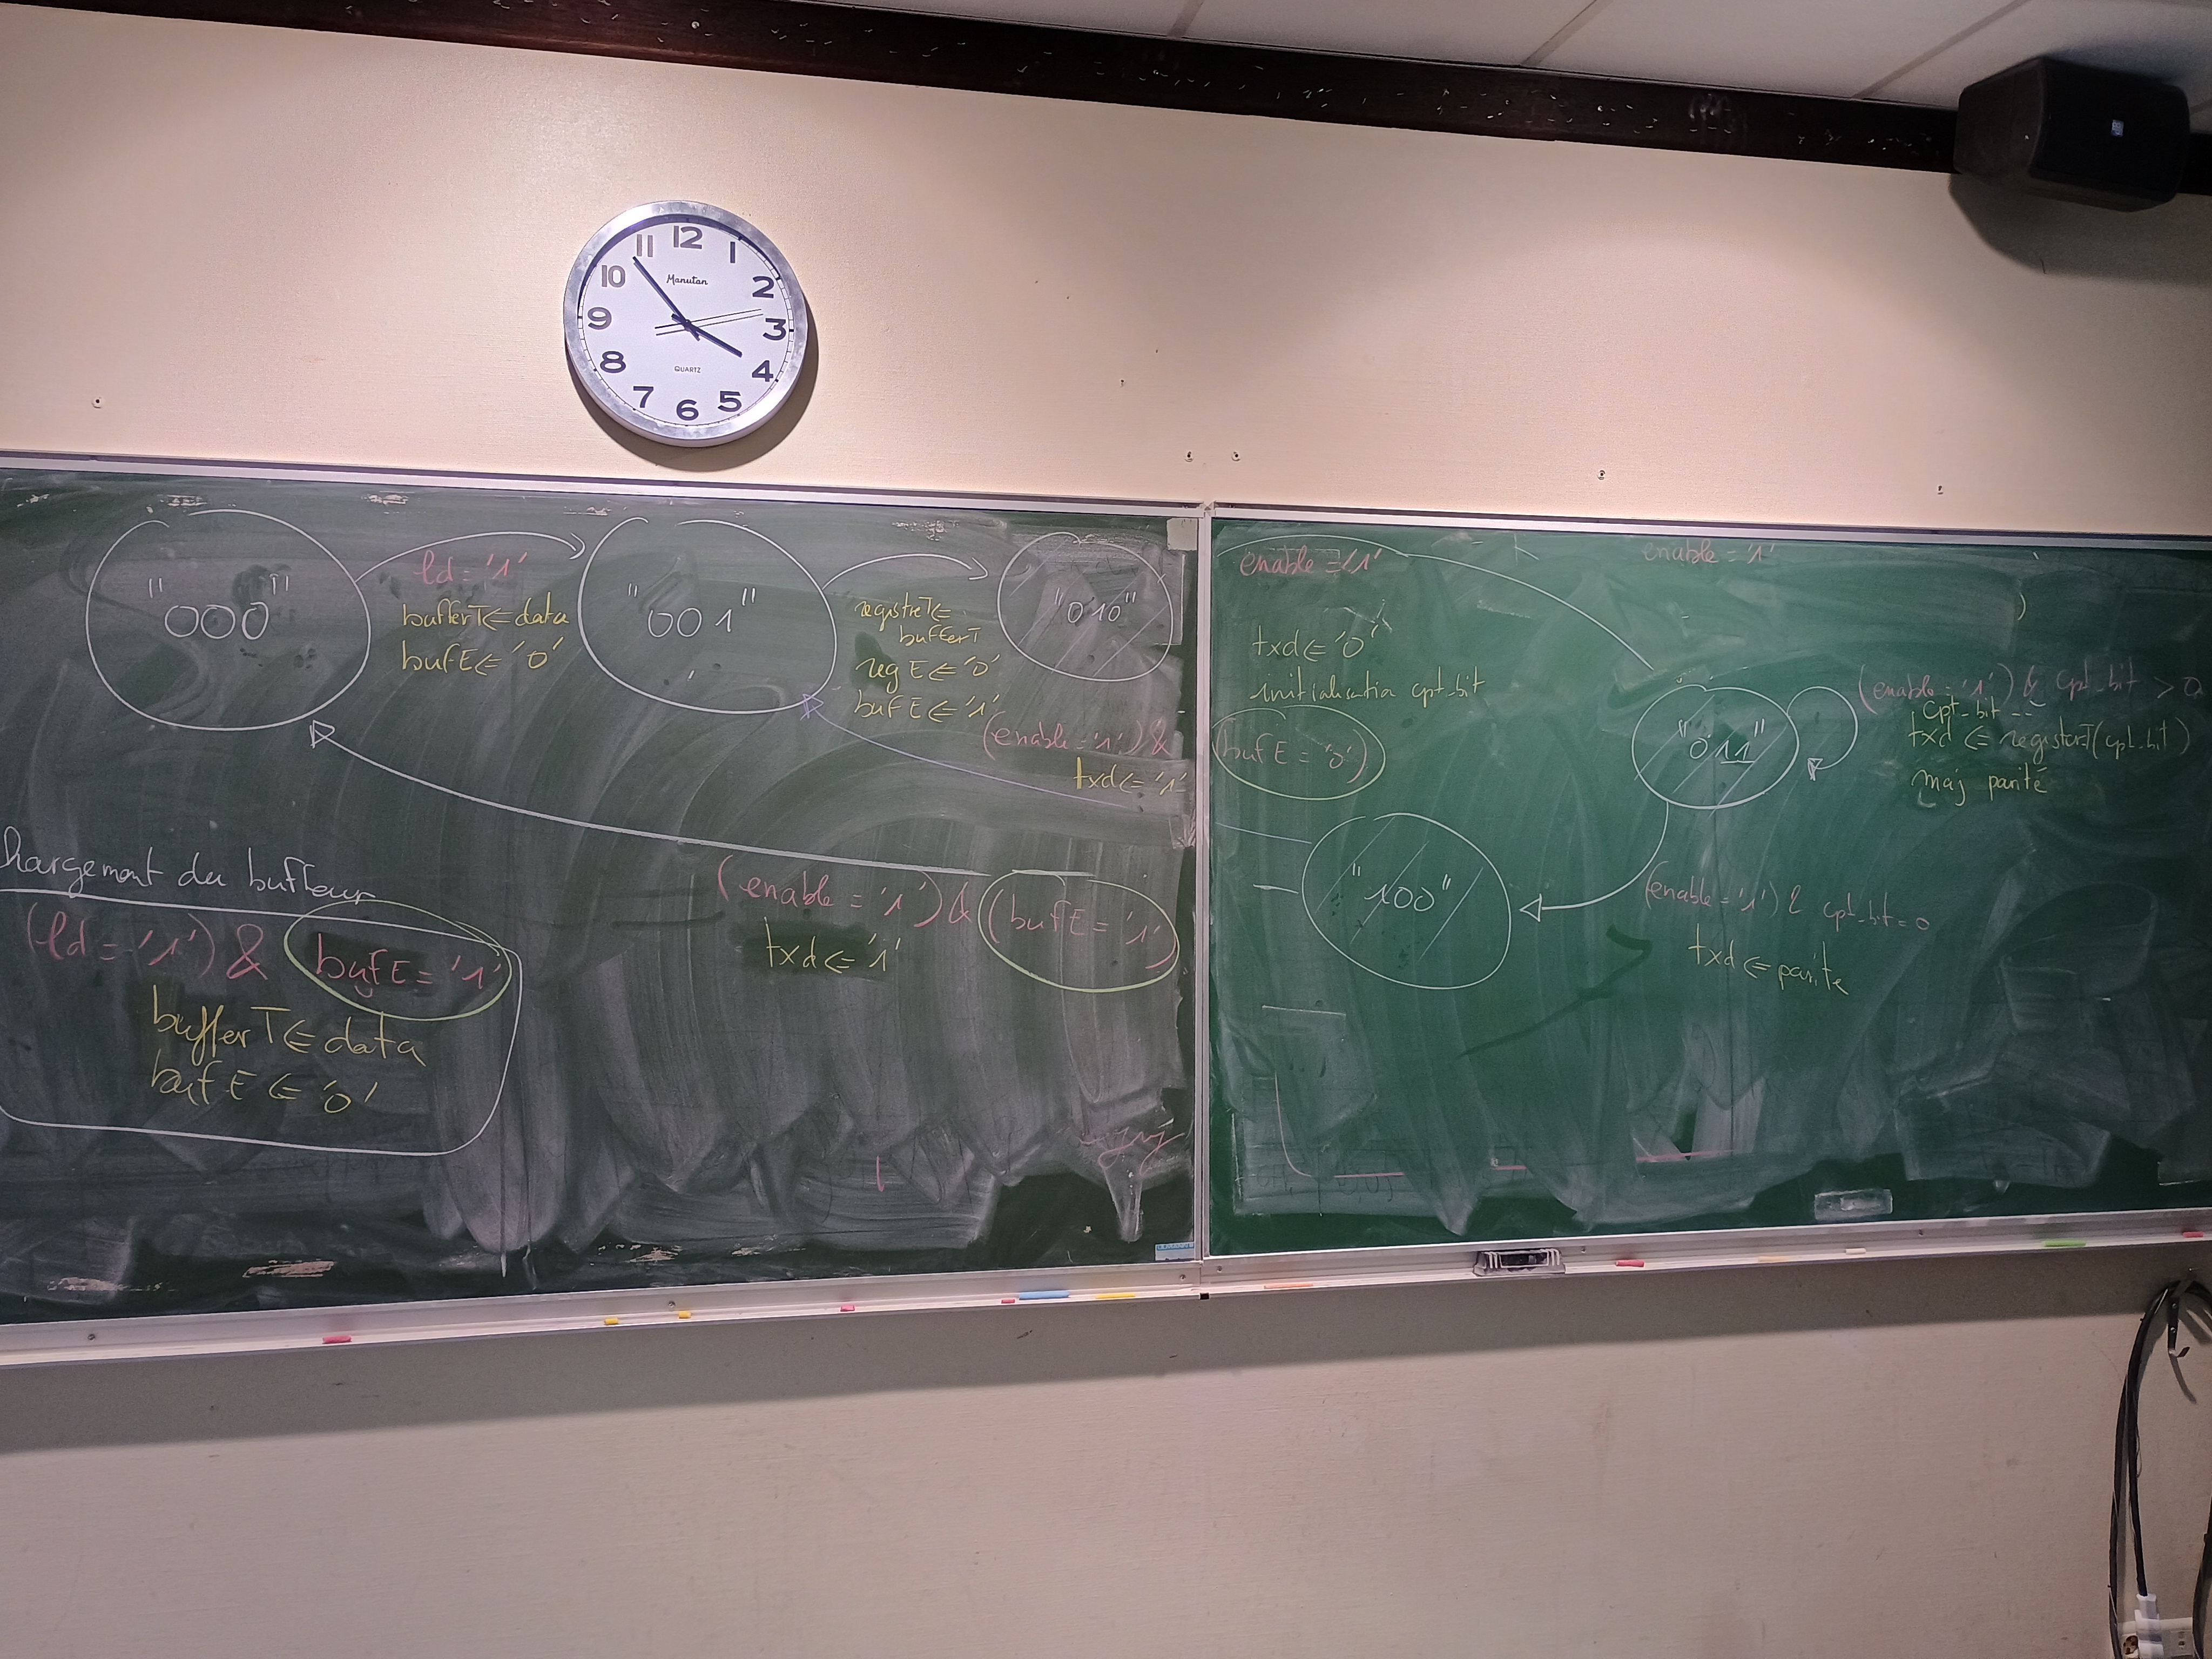 12
1
2
3
4
5
6
7
8
9
10
11
Manutan
QUARTZ
"000"
ld = '1'
bufferT <= data
bufE <= '0'
"001"
registreT <=
bufferT
reg E <= '0'
buf E <= '1'
"010"
(enable = '1') &
(buf E = '0')
txd <= '1'
enable = '1'
txd <= '0'
initialisation cpt_bit
enable = '1'
"011"
(enable = '1') & cpt_bit > 0
cpt_bit --
txd <= registerT(cpt_bit)
maj parité
"100"
(enable = '1') & cpt_bit = 0
txd <= parité
(enable = '1') & (bufE = '1')
txd <= '1'
hargement du buffeur
(ld = '1') & bufE = '1'
bufferT <= data
bufE <= '0'